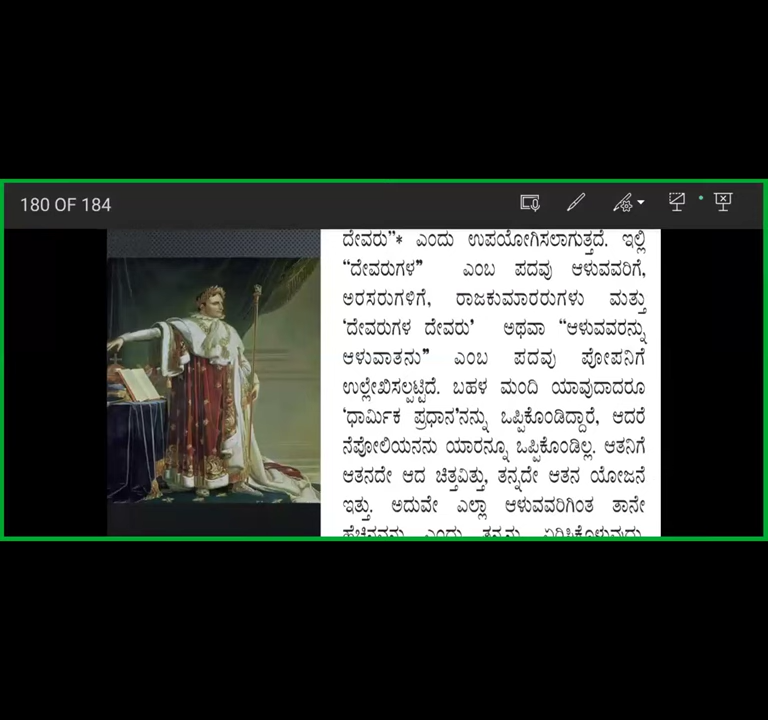 180 OF 184
ದೇವರು”* ಎಂದು ಉಪಯೋಗಿಸಲಾಗುತ್ತದೆ. ಇಲ್ಲಿ
“ದೇವರುಗಳ” ಎಂಬ ಪದವು ಆಳುವವರಿಗೆ,
ಅರಸರುಗಳಿಗೆ, ರಾಜಕುಮಾರರುಗಳು ಮತ್ತು
‘ದೇವರುಗಳ ದೇವರು’ ಅಥವಾ “ಆಳುವವರನ್ನು
ಆಳುವಾತನು” ಎಂಬ ಪದವು ಪೋಪನಿಗೆ
ಉಲ್ಲೇಖಿಸಲ್ಪಟ್ಟಿದೆ. ಬಹಳ ಮಂದಿ ಯಾವುದಾದರೂ
‘ಧಾರ್ಮಿಕ ಪ್ರಧಾನ’ನನ್ನು ಒಪ್ಪಿಕೊಂಡಿದ್ದಾರೆ, ಆದರೆ
ನೆಪೋಲಿಯನನು ಯಾರನ್ನೂ ಒಪ್ಪಿಕೊಂಡಿಲ್ಲ. ಆತನಿಗೆ
ಆತನದೇ ಆದ ಚಿತ್ತವಿತ್ತು, ತನ್ನದೇ ಆತನ ಯೋಜನೆ
ಇತ್ತು. ಅದುವೇ ಎಲ್ಲಾ ಆಳುವವರಿಗಿಂತ ತಾನೇ
ಎಂದು